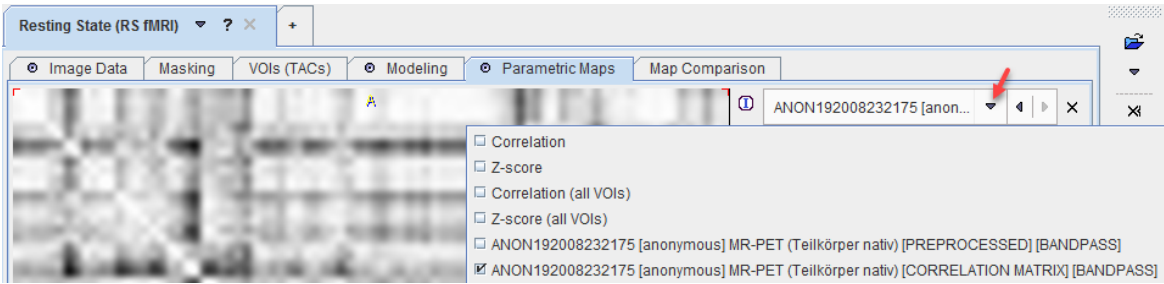 Resting State (RS fMRI) ? +
Image Data Masking VOIs (TACs) Modeling Parametric Maps Map Comparison
A
ANON192008232175 [anon...
Correlation
Z-score
Correlation (all VOIs)
Z-score (all VOIs)
ANON192008232175 [anonymous] MR-PET (Teilkörper nativ) [PREPROCESSED] [BANDPASS]
ANON192008232175 [anonymous] MR-PET (Teilkörper nativ) [CORRELATION MATRIX] [BANDPASS]